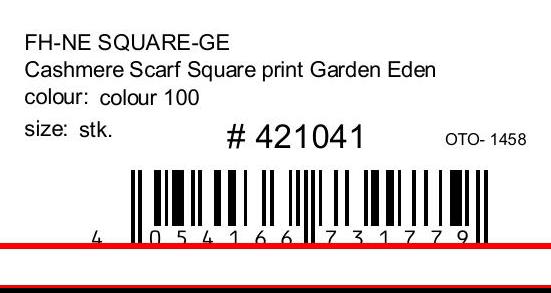 FH-NE SQUARE-GE
Cashmere Scarf Square print Garden Eden
colour: colour 100
size: stk.
# 421041
OTO- 1458
4 054166 731779